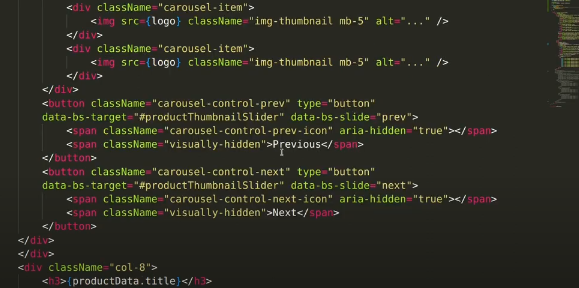 <div className="carousel-item">
<img src={logo} className="img-thumbnail mb-5" alt="..." />
</div>
<div className="carousel-item">
<img src={logo} className="img-thumbnail mb-5" alt="..." />
</div>
</div>
<button className="carousel-control-prev" type="button"
data-bs-target="#productThumbnailSlider" data-bs-slide="prev">
<span className="carousel-control-prev-icon" aria-hidden="true"></span>
<span className="visually-hidden">Previous</span>
</button>
<button className="carousel-control-next" type="button"
data-bs-target="#productThumbnailSlider" data-bs-slide="next">
<span className="carousel-control-next-icon" aria-hidden="true"></span>
<span className="visually-hidden">Next</span>
</button>
</div>
</div>
<div className="col-8">
<h3>{productData.title}</h3>